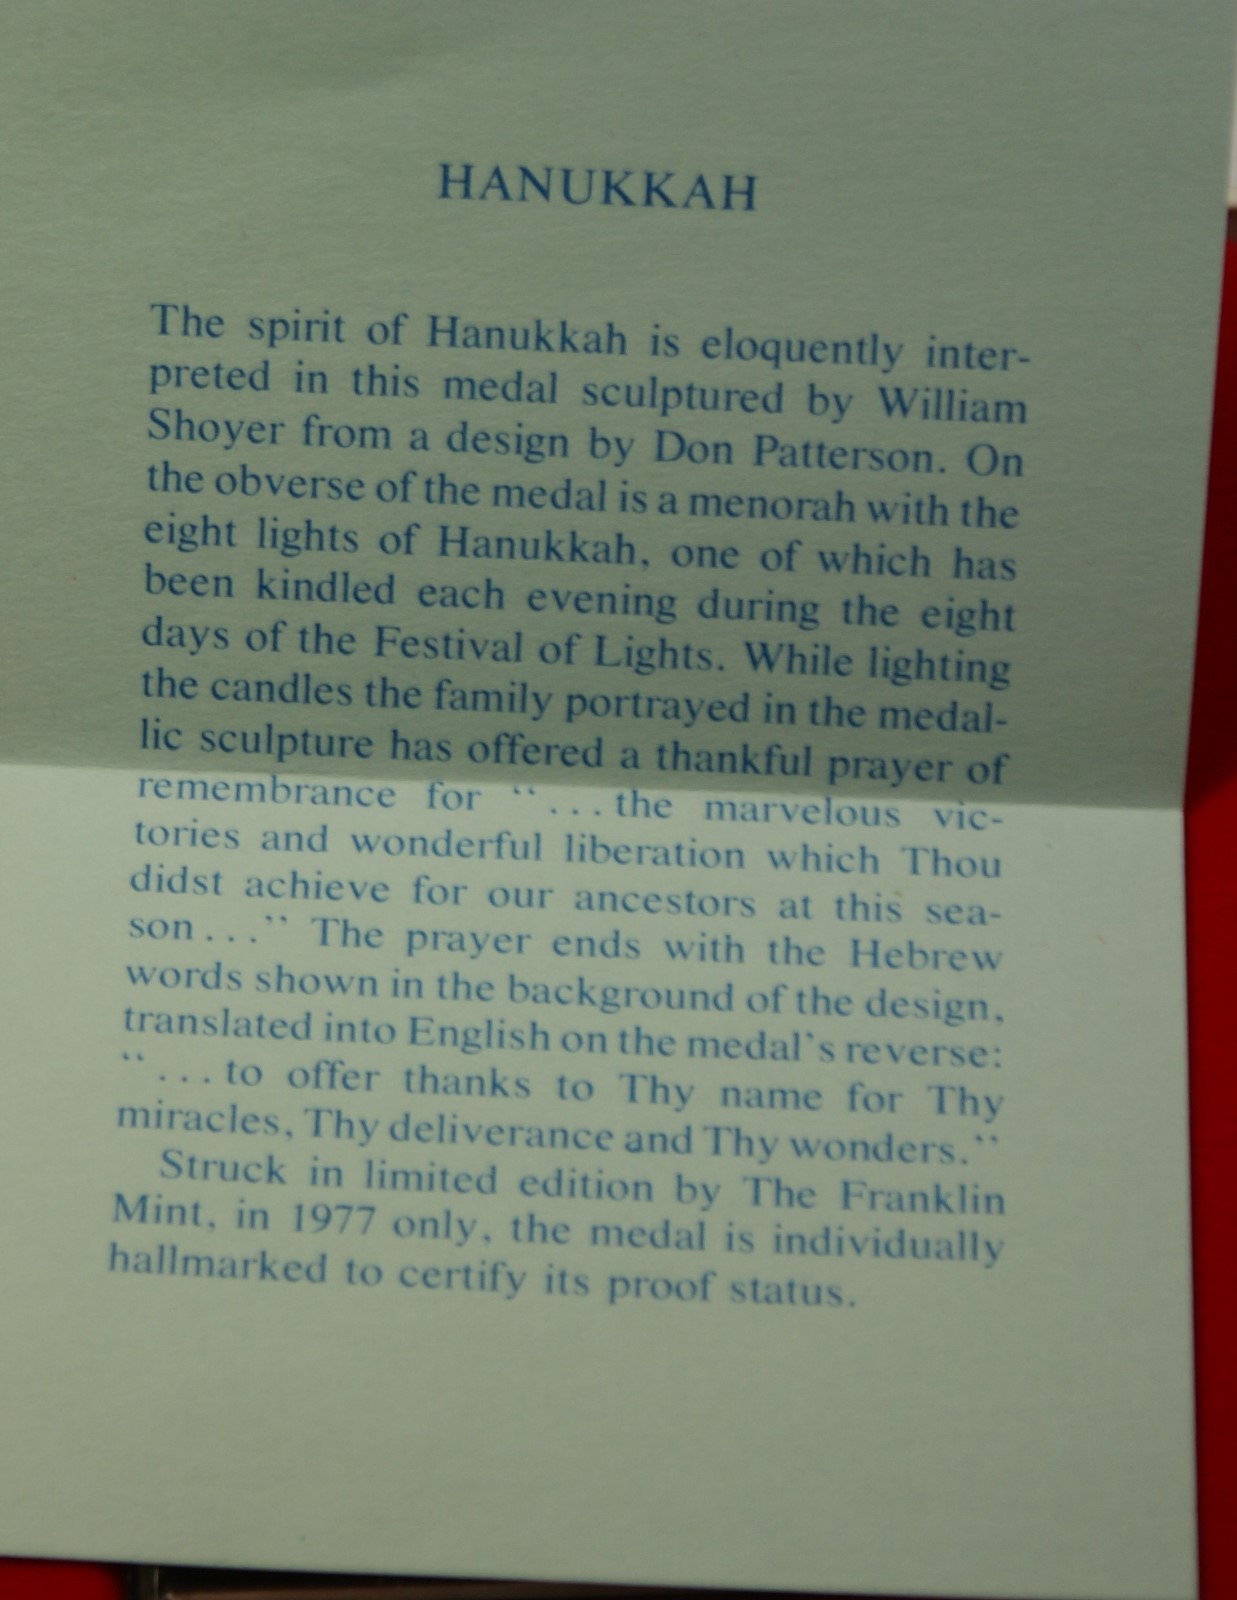 HANUKKAH
The spirit of Hanukkah is eloquently inter-
preted in this medal sculptured by William
Shoyer from a design by Don Patterson. On
the obverse of the medal is a menorah with the
eight lights of Hanukkah, one of which has
been kindled each evening during the eight
days of the Festival of Lights. While lighting
the candles the family portrayed in the medal-
lic sculpture has offered a thankful prayer of
remembrance for “...the marvelous vic-
tories and wonderful liberation which Thou
didst achieve for our ancestors at this sea-
son...” The prayer ends with the Hebrew
words shown in the background of the design,
translated into English on the medal's reverse:
“...to offer thanks to Thy name for Thy
miracles, Thy deliverance and Thy wonders.”
Struck in limited edition by The Franklin
Mint, in 1977 only, the medal is individually
hallmarked to certify its proof status.